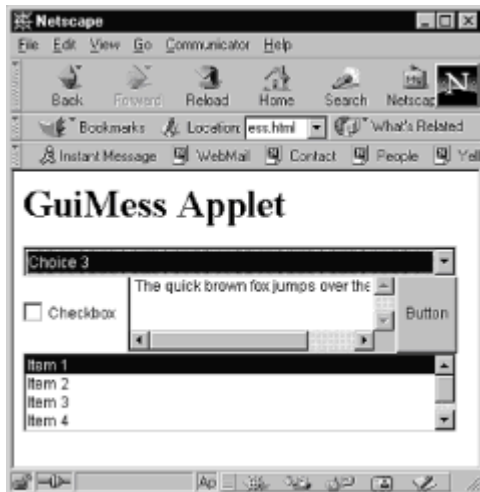 Netscape
File Edit View Go Communicator Help
Back Forward Reload Home Search Netscap
N
Bookmarks Location: ess.html What's Related
Instant Message WebMail Contact People Yell
GuiMess Applet
Choice 3
Checkbox
The quick brown fox jumps over the
Button
Item 1
Item 2
Item 3
Item 4
Ap